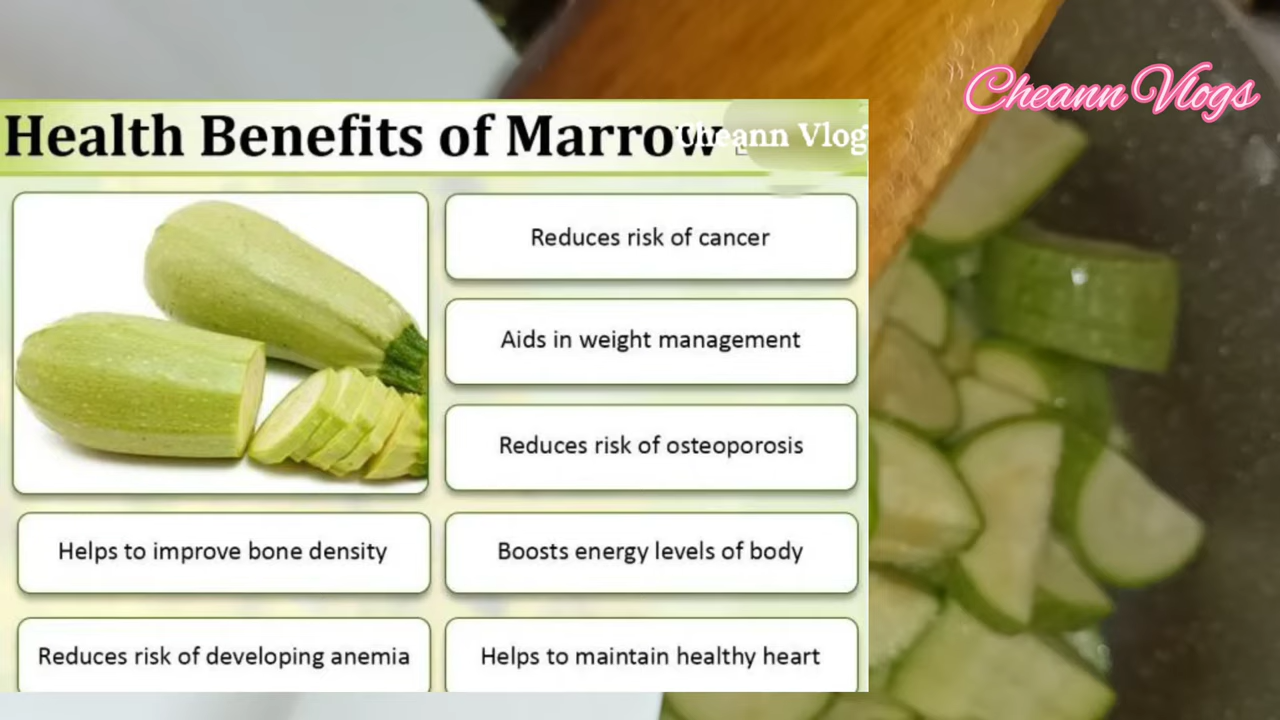 Cheann Vlogs
Health Benefits of Marrow
Cheann Vlog
Reduces risk of cancer
Aids in weight management
Reduces risk of osteoporosis
Helps to improve bone density
Boosts energy levels of body
Reduces risk of developing anemia
Helps to maintain healthy heart